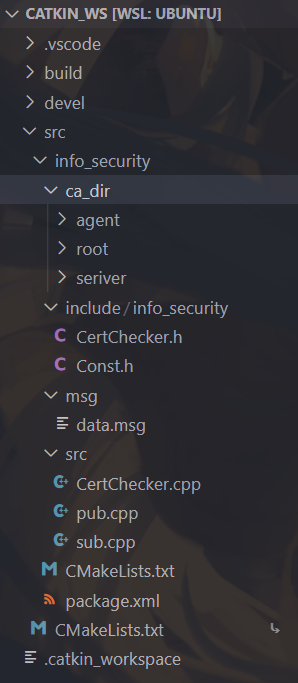 CATKIN_WS [WSL: UBUNTU]
.vscode
build
devel
src
info_security
ca_dir
agent
root
seriver
include/info_security
CertChecker.h
Const.h
msg
data.msg
src
CertChecker.cpp
pub.cpp
sub.cpp
CMakeLists.txt
package.xml
CMakeLists.txt
.catkin_workspace